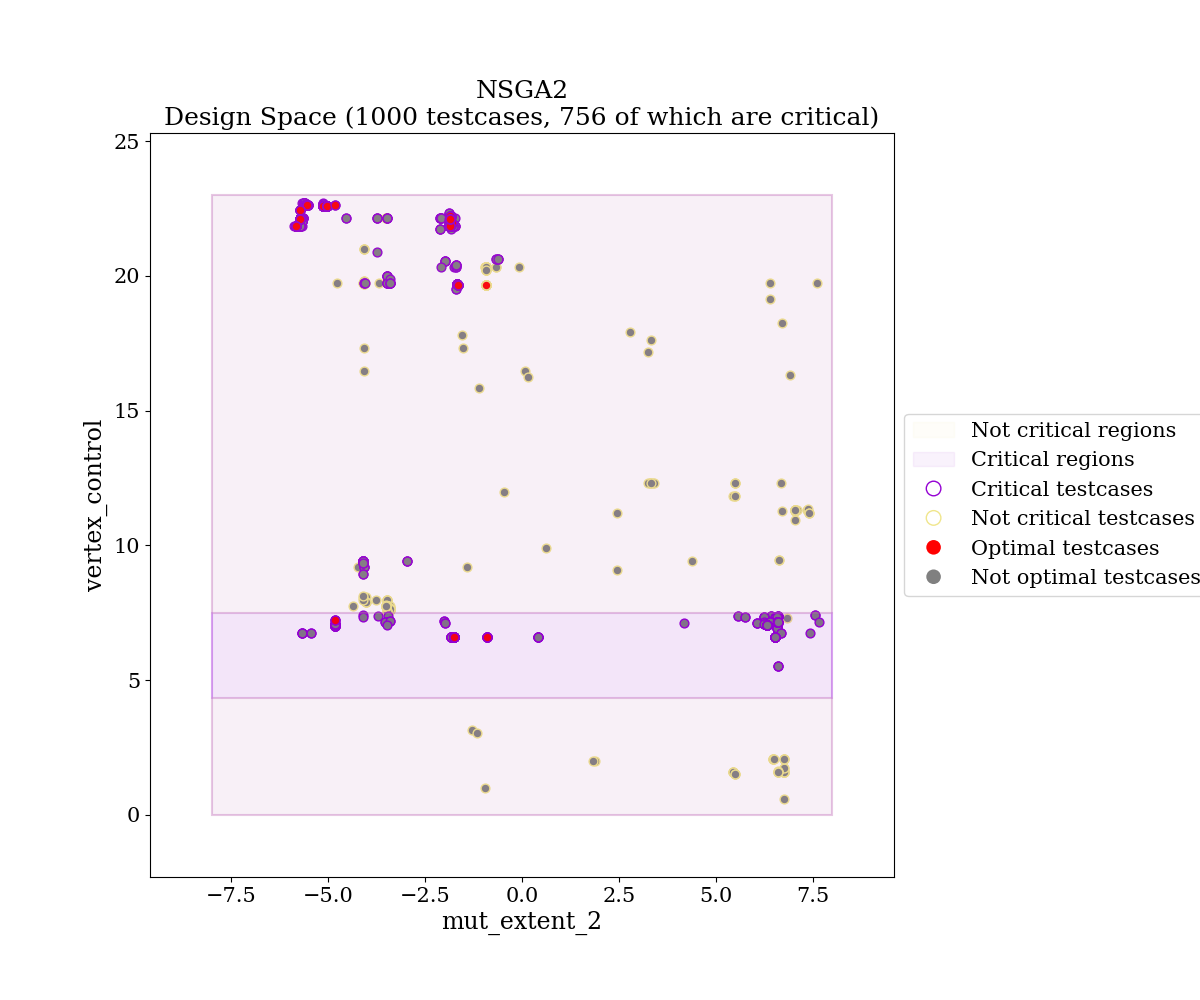 NSGA2
Design Space (1000 testcases, 756 of which are critical)
25
20
15
10
5
0
vertex_control
−7.5
−5.0
−2.5
0.0
2.5
5.0
7.5
mut_extent_2
Not critical regions
Critical regions
Critical testcases
Not critical testcases
Optimal testcases
Not optimal testcases